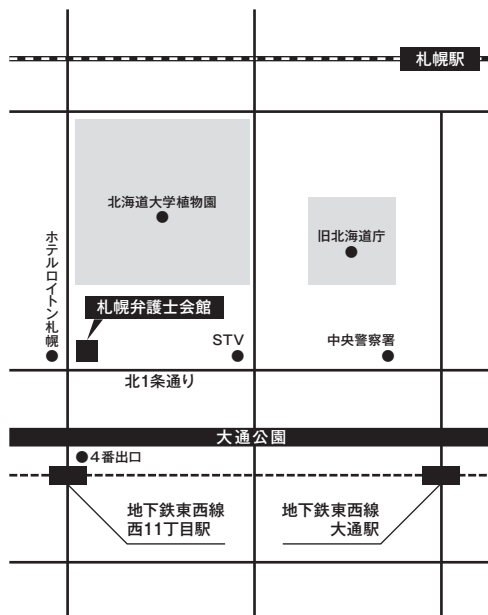 札幌駅
北海道大学植物園
旧北海道庁
ホテルロイトン札幌
札幌弁護士会館
STV
中央警察署
北1条通り
大通公園
4番出口
地下鉄東西線
西11丁目駅
地下鉄東西線
大通駅